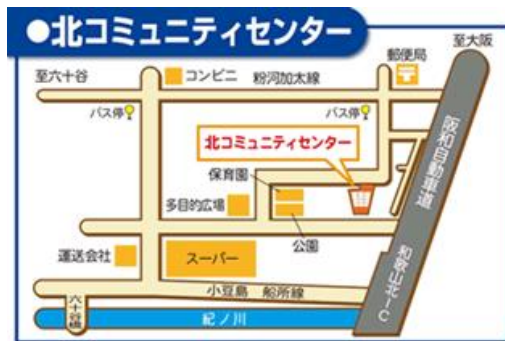 ●北コミュニティセンター
至大阪
郵便局
至六十谷
コンビニ
粉河加太線
バス停
バス停
北コミュニティセンター
阪和自動車道
保育園
多目的広場
公園
運送会社
スーパー
和歌山北IC
小豆島 船所線
六十谷橋
紀ノ川